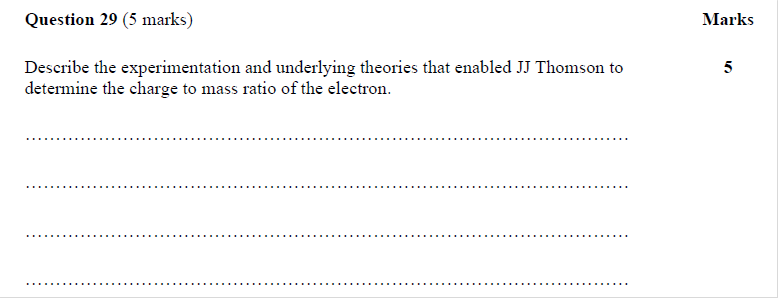 Question 29 (5 marks) Marks
Describe the experimentation and underlying theories that enabled JJ Thomson to 5
determine the charge to mass ratio of the electron.